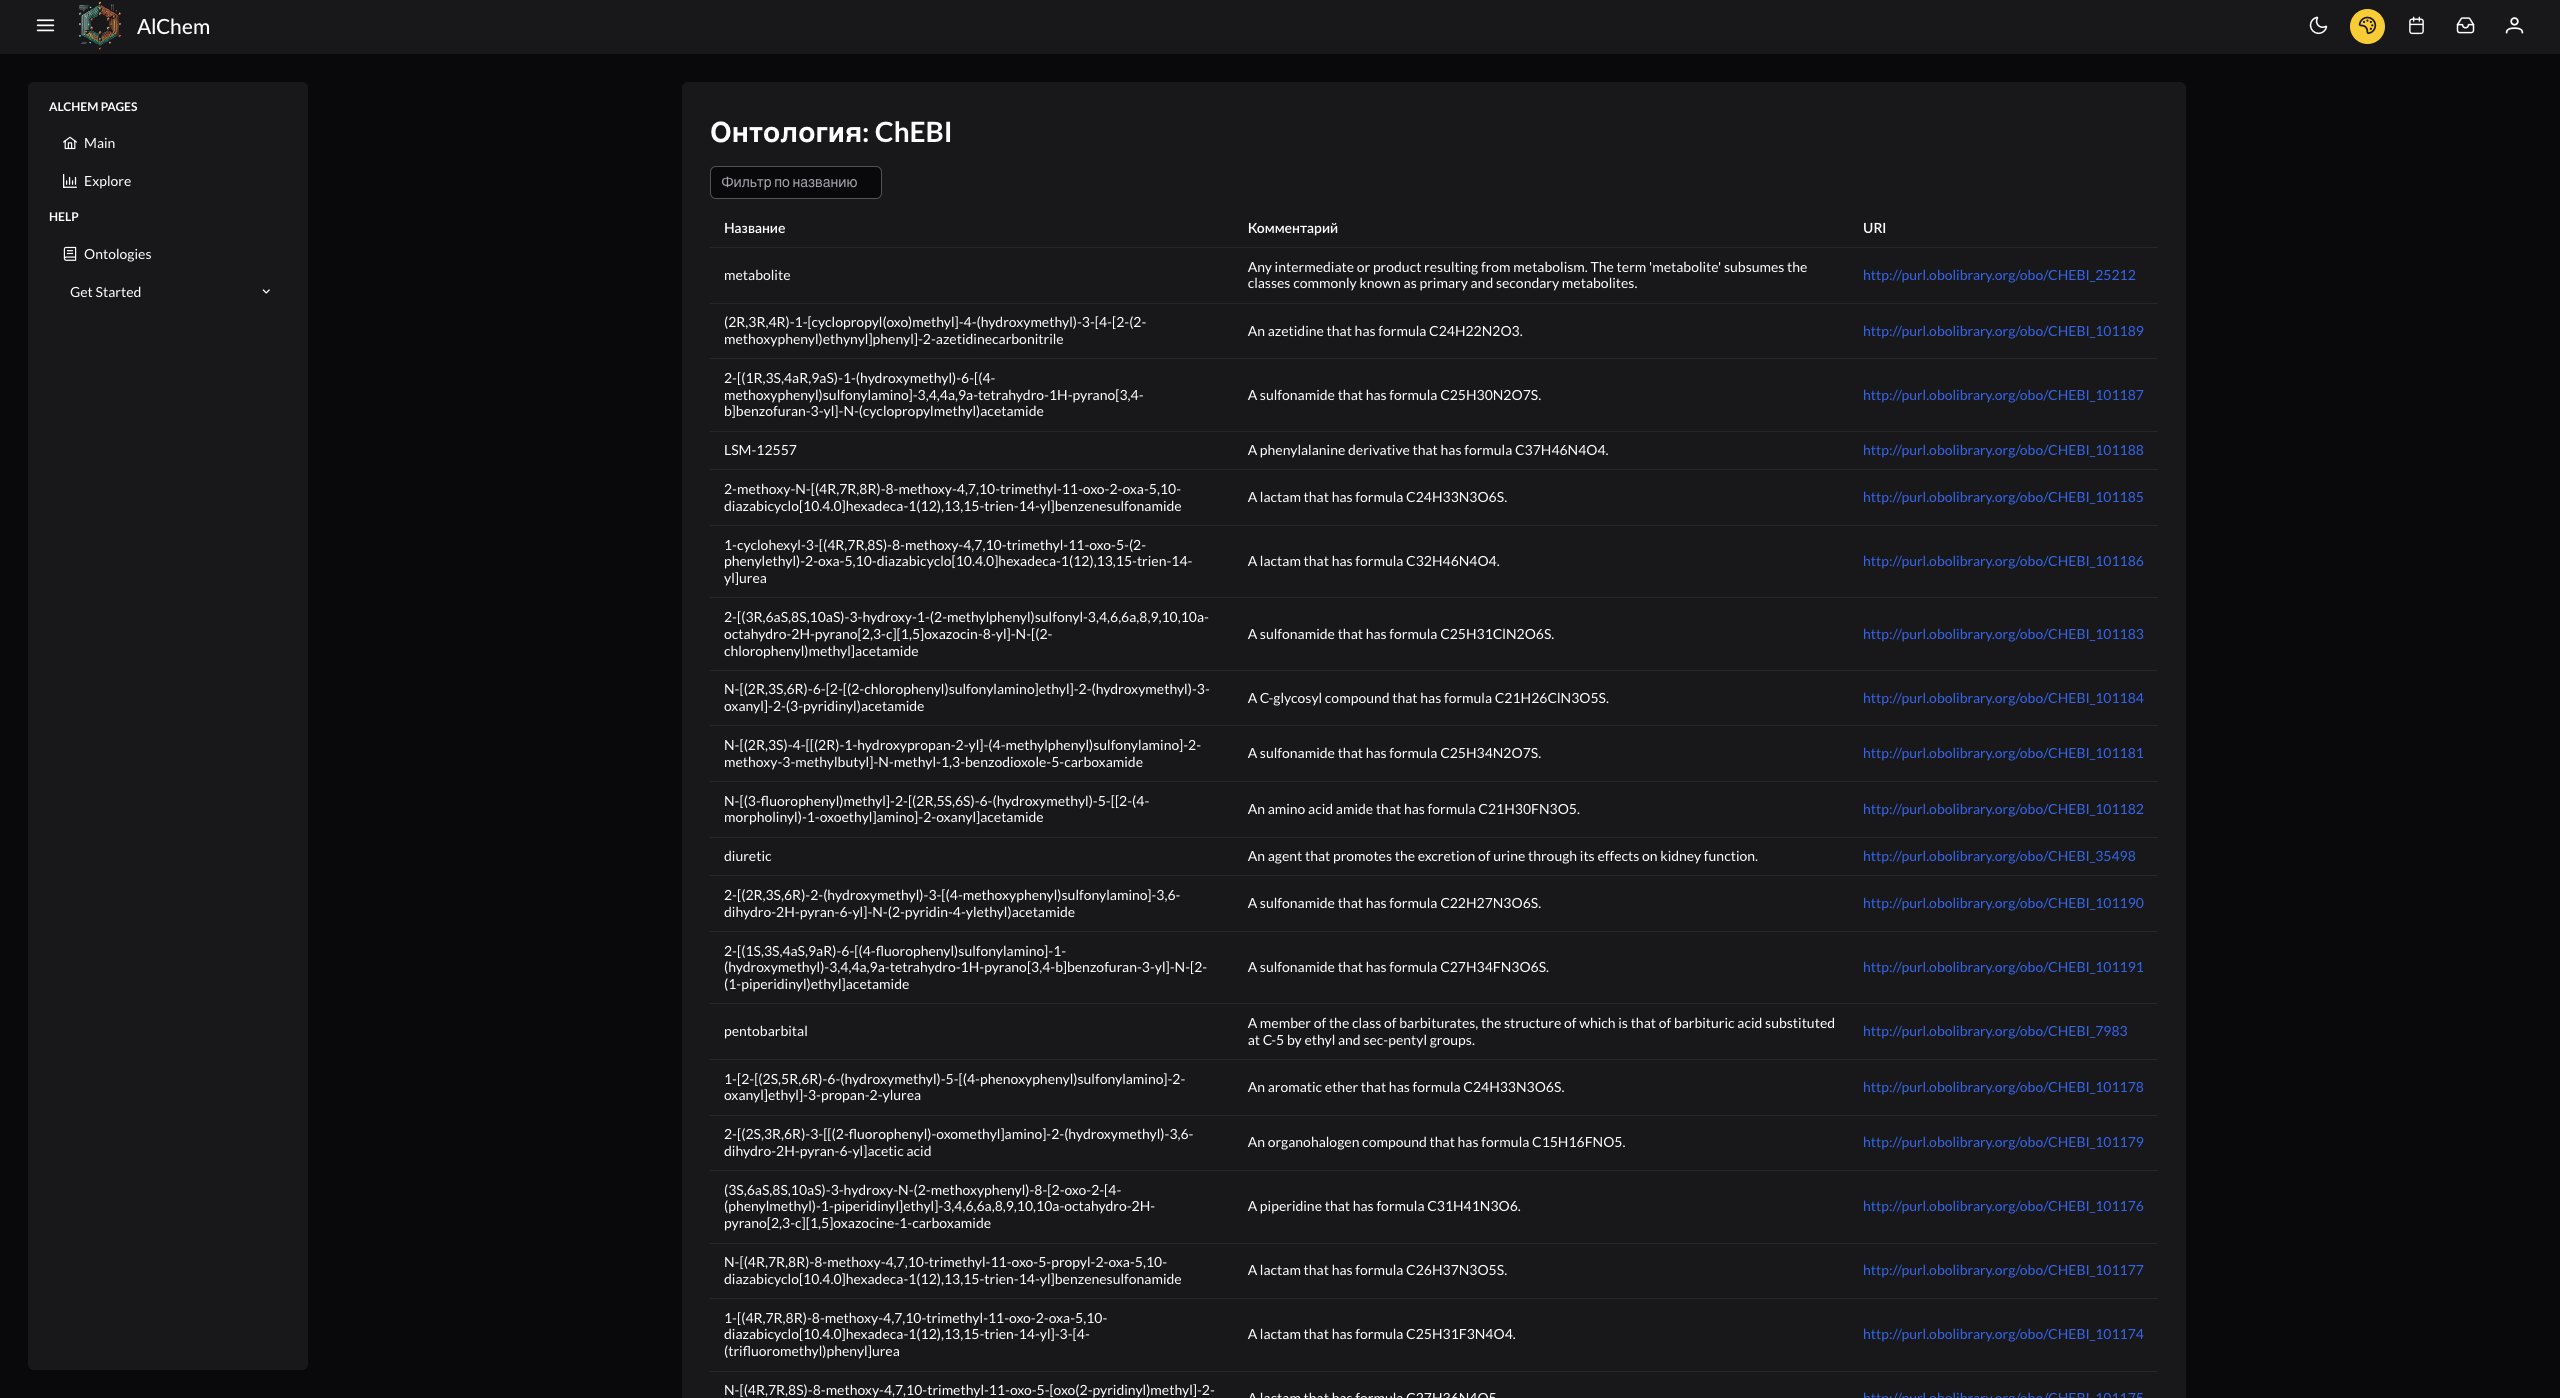 AlChem
ALCHEM PAGES
Main
Explore
HELP
Ontologies
Get Started
Онтология: ChEBI
Фильтр по названию
Название Комментарий URI
metabolite
Any intermediate or product resulting from metabolism. The term 'metabolite' subsumes the
classes commonly known as primary and secondary metabolites.
http://purl.obolibrary.org/obo/CHEBI_25212
(2R,3R,4R)-1-[cyclopropyl(oxo)methyl]-4-(hydroxymethyl)-3-[4-[2-(2-
methoxyphenyl)ethynyl]phenyl]-2-azetidinecarbonitrile
An azetidine that has formula C24H22N2O3.
http://purl.obolibrary.org/obo/CHEBI_101189
2-[(1R,3S,4aR,9aS)-1-(hydroxymethyl)-6-[(4-
methoxyphenyl)sulfonylamino]-3,4,4a,9a-tetrahydro-1H-pyrano[3,4-
b]benzofuran-3-yl]-N-(cyclopropylmethyl)acetamide
A sulfonamide that has formula C25H30N2O7S.
http://purl.obolibrary.org/obo/CHEBI_101187
LSM-12557
A phenylalanine derivative that has formula C37H46N4O4.
http://purl.obolibrary.org/obo/CHEBI_101188
2-methoxy-N-[(4R,7R,8R)-8-methoxy-4,7,10-trimethyl-11-oxo-2-oxa-5,10-
diazabicyclo[10.4.0]hexadeca-1(12),13,15-trien-14-yl]benzenesulfonamide
A lactam that has formula C24H33N3O6S.
http://purl.obolibrary.org/obo/CHEBI_101185
1-cyclohexyl-3-[(4R,7R,8S)-8-methoxy-4,7,10-trimethyl-11-oxo-5-(2-
phenylethyl)-2-oxa-5,10-diazabicyclo[10.4.0]hexadeca-1(12),13,15-trien-14-
yl]urea
A lactam that has formula C32H46N4O4.
http://purl.obolibrary.org/obo/CHEBI_101186
2-[(3R,6aS,8S,10aS)-3-hydroxy-1-(2-methylphenyl)sulfonyl-3,4,6,6a,8,9,10,10a-
octahydro-2H-pyrano[2,3-c][1,5]oxazocin-8-yl]-N-[(2-
chlorophenyl)methyl]acetamide
A sulfonamide that has formula C25H31ClN2O6S.
http://purl.obolibrary.org/obo/CHEBI_101183
N-[(2R,3S,6R)-6-[2-[(2-chlorophenyl)sulfonylamino]ethyl]-2-(hydroxymethyl)-3-
oxanyl]-2-(3-pyridinyl)acetamide
A C-glycosyl compound that has formula C21H26ClN3O5S.
http://purl.obolibrary.org/obo/CHEBI_101184
N-[(2R,3S)-4-[[(2R)-1-hydroxypropan-2-yl]-(4-methylphenyl)sulfonylamino]-2-
methoxy-3-methylbutyl]-N-methyl-1,3-benzodioxole-5-carboxamide
A sulfonamide that has formula C25H34N2O7S.
http://purl.obolibrary.org/obo/CHEBI_101181
N-[(3-fluorophenyl)methyl]-2-[(2R,5S,6S)-6-(hydroxymethyl)-5-[[2-(4-
morpholinyl)-1-oxoethyl]amino]-2-oxanyl]acetamide
An amino acid amide that has formula C21H30FN3O5.
http://purl.obolibrary.org/obo/CHEBI_101182
diuretic
An agent that promotes the excretion of urine through its effects on kidney function.
http://purl.obolibrary.org/obo/CHEBI_35498
2-[(2R,3S,6R)-2-(hydroxymethyl)-3-[(4-methoxyphenyl)sulfonylamino]-3,6-
dihydro-2H-pyran-6-yl]-N-(2-pyridin-4-ylethyl)acetamide
A sulfonamide that has formula C22H27N3O6S.
http://purl.obolibrary.org/obo/CHEBI_101190
2-[(1S,3S,4aS,9aR)-6-[(4-fluorophenyl)sulfonylamino]-1-
(hydroxymethyl)-3,4,4a,9a-tetrahydro-1H-pyrano[3,4-b]benzofuran-3-yl]-N-[2-
(1-piperidinyl)ethyl]acetamide
A sulfonamide that has formula C27H34FN3O6S.
http://purl.obolibrary.org/obo/CHEBI_101191
pentobarbital
A member of the class of barbiturates, the structure of which is that of barbituric acid substituted
at C-5 by ethyl and sec-pentyl groups.
http://purl.obolibrary.org/obo/CHEBI_7983
1-[2-[(2S,5R,6R)-6-(hydroxymethyl)-5-[(4-phenoxyphenyl)sulfonylamino]-2-
oxanyl]ethyl]-3-propan-2-ylurea
An aromatic ether that has formula C24H33N3O6S.
http://purl.obolibrary.org/obo/CHEBI_101178
2-[(2S,3R,6R)-3-[[(2-fluorophenyl)-oxomethyl]amino]-2-(hydroxymethyl)-3,6-
dihydro-2H-pyran-6-yl]acetic acid
An organohalogen compound that has formula C15H16FNO5.
http://purl.obolibrary.org/obo/CHEBI_101179
(3S,6aS,8S,10aS)-3-hydroxy-N-(2-methoxyphenyl)-8-[2-oxo-2-[4-
(phenylmethyl)-1-piperidinyl]ethyl]-3,4,6,6a,8,9,10,10a-octahydro-2H-
pyrano[2,3-c][1,5]oxazocine-1-carboxamide
A piperidine that has formula C31H41N3O6.
http://purl.obolibrary.org/obo/CHEBI_101176
N-[(4R,7R,8R)-8-methoxy-4,7,10-trimethyl-11-oxo-5-propyl-2-oxa-5,10-
diazabicyclo[10.4.0]hexadeca-1(12),13,15-trien-14-yl]benzenesulfonamide
A lactam that has formula C26H37N3O5S.
http://purl.obolibrary.org/obo/CHEBI_101177
1-[(4R,7R,8R)-8-methoxy-4,7,10-trimethyl-11-oxo-2-oxa-5,10-
diazabicyclo[10.4.0]hexadeca-1(12),13,15-trien-14-yl]-3-[4-
(trifluoromethyl)phenyl]urea
A lactam that has formula C25H31F3N4O4.
http://purl.obolibrary.org/obo/CHEBI_101174
N-[(4R,7R,8S)-8-methoxy-4,7,10-trimethyl-11-oxo-5-[oxo(2-pyridinyl)methyl]-2-
A lactam that has formula C27H36N4O5
http://purl.obolibrary.org/obo/CHEBI_101175